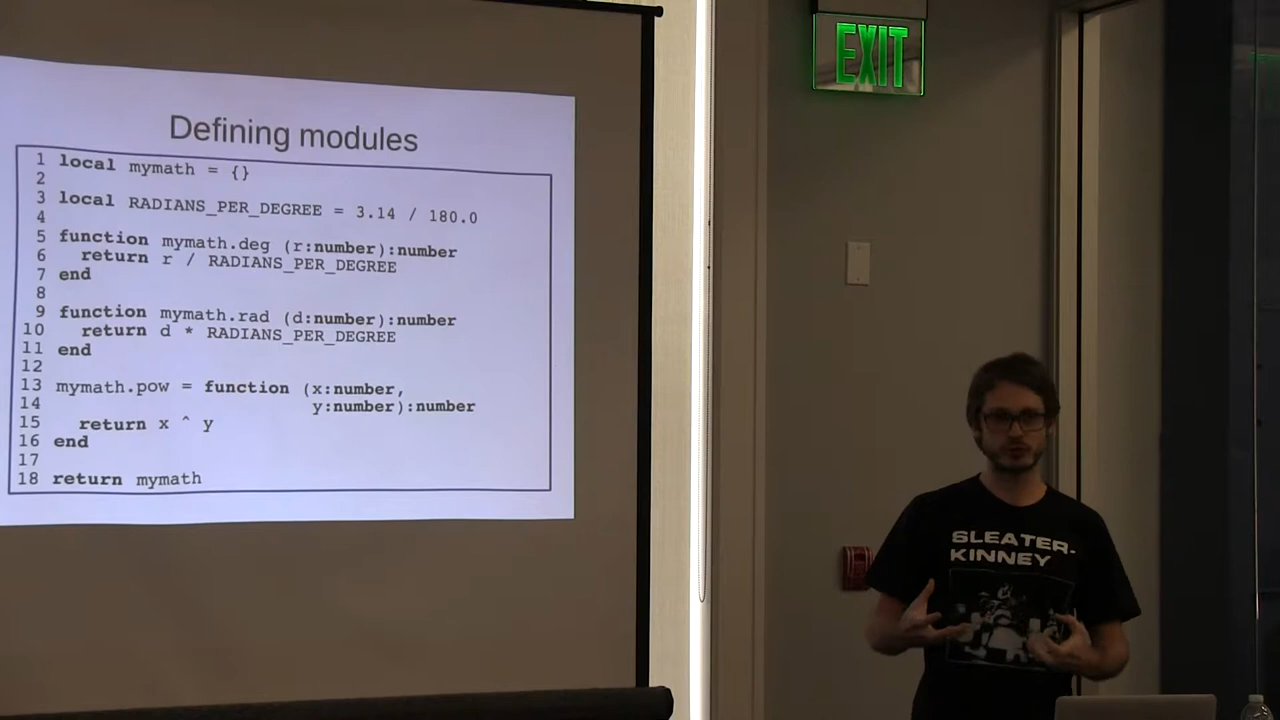 Defining modules
1 local mymath = {}
2
3 local RADIANS_PER_DEGREE = 3.14 / 180.0
4
5 function mymath.deg (r:number):number
6   return r / RADIANS_PER_DEGREE
7 end
8
9 function mymath.rad (d:number):number
10   return d * RADIANS_PER_DEGREE
11 end
12
13 mymath.pow = function (x:number,
14                       y:number):number
15   return x ^ y
16 end
17
18 return mymath
EXIT
SLEATER-
KINNEY